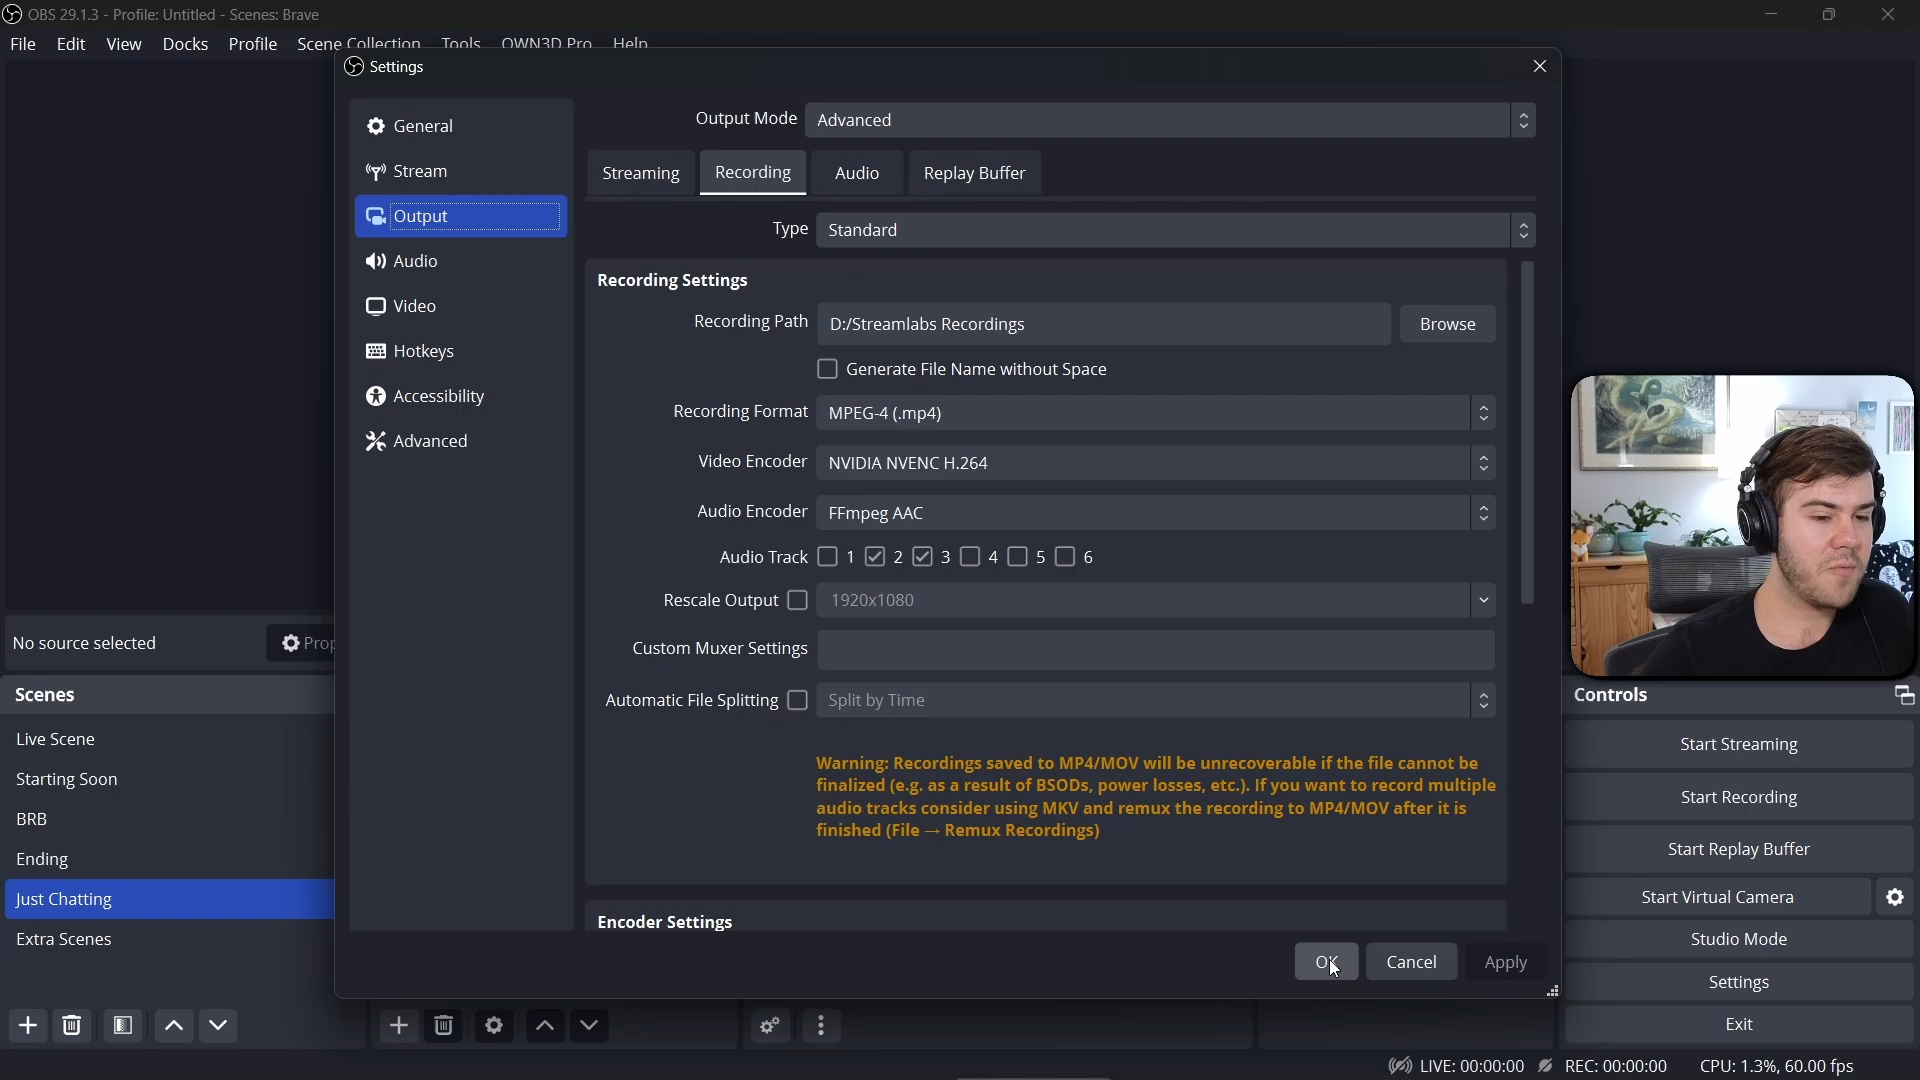 OBS 29.1.3 - Profile: Untitled - Scenes: Brave
File Edit View Docks Profile Scene Collection Tools OWN3D Pro Help
Settings
General
Stream
Output
Audio
Video
Hotkeys
Accessibility
Advanced
Output Mode Advanced
Streaming Recording Audio Replay Buffer
Type Standard
Recording Settings
Recording Path D:/Streamlabs Recordings Browse
Generate File Name without Space
Recording Format MPEG-4 (.mp4)
Video Encoder NVIDIA NVENC H.264
Audio Encoder FFmpeg AAC
Audio Track 1 2 3 4 5 6
Rescale Output 1920x1080
Custom Muxer Settings
Automatic File Splitting Split by Time
Warning: Recordings saved to MP4/MOV will be unrecoverable if the file cannot be
finalized (e.g. as a result of BSODs, power losses, etc.). If you want to record multiple
audio tracks consider using MKV and remux the recording to MP4/MOV after it is
finished (File → Remux Recordings)
Encoder Settings
OK Cancel Apply
No source selected
Prop
Scenes
Live Scene
Starting Soon
BRB
Ending
Just Chatting
Extra Scenes
Controls
Start Streaming
Start Recording
Start Replay Buffer
Start Virtual Camera
Studio Mode
Settings
Exit
LIVE: 00:00:00 REC: 00:00:00 CPU: 1.3%, 60.00 fps